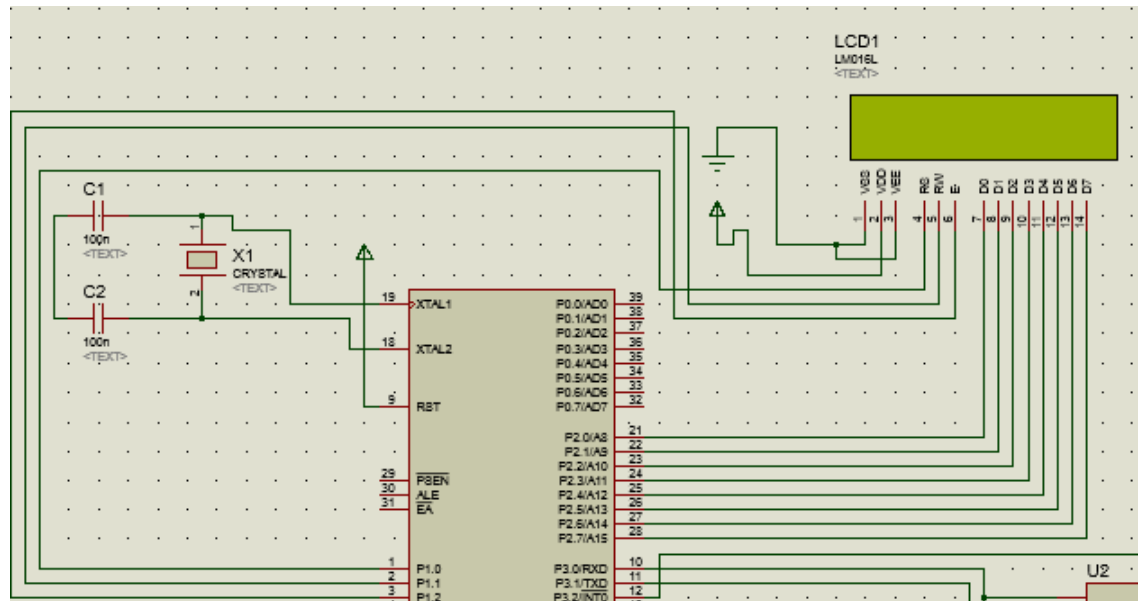 LCD1
LM016L
<TEXT>
VSS VDD VEE RS RW E D0 D1 D2 D3 D4 D5 D6 D7
1 2 3 4 5 6 7 8 9 10 11 12 13 14
C1
100n
<TEXT>
1
X1
CRYSTAL
<TEXT>
2
C2
100n
<TEXT>
19 XTAL1
18 XTAL2
9 RST
29 PSEN
30 ALE
31 EA
1 P1.0
2 P1.1
3 P1.2
P0.0/AD0 39
P0.1/AD1 38
P0.2/AD2 37
P0.3/AD3 36
P0.4/AD4 35
P0.5/AD5 34
P0.6/AD6 33
P0.7/AD7 32
P2.0/A8 21
P2.1/A9 22
P2.2/A10 23
P2.3/A11 24
P2.4/A12 25
P2.5/A13 26
P2.6/A14 27
P2.7/A15 28
P3.0/RXD 10
P3.1/TXD 11
P3.2/INT0 12
U2